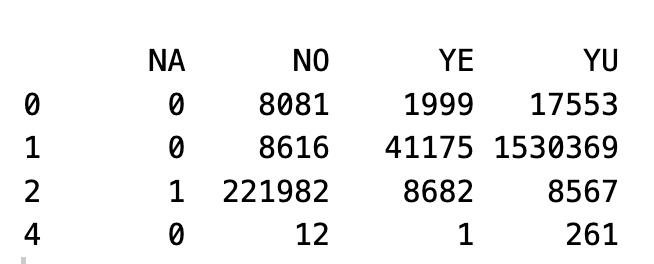 NA NO YE YU
0 0 8081 1999 17553
1 0 8616 41175 1530369
2 1 221982 8682 8567
4 0 12 1 261